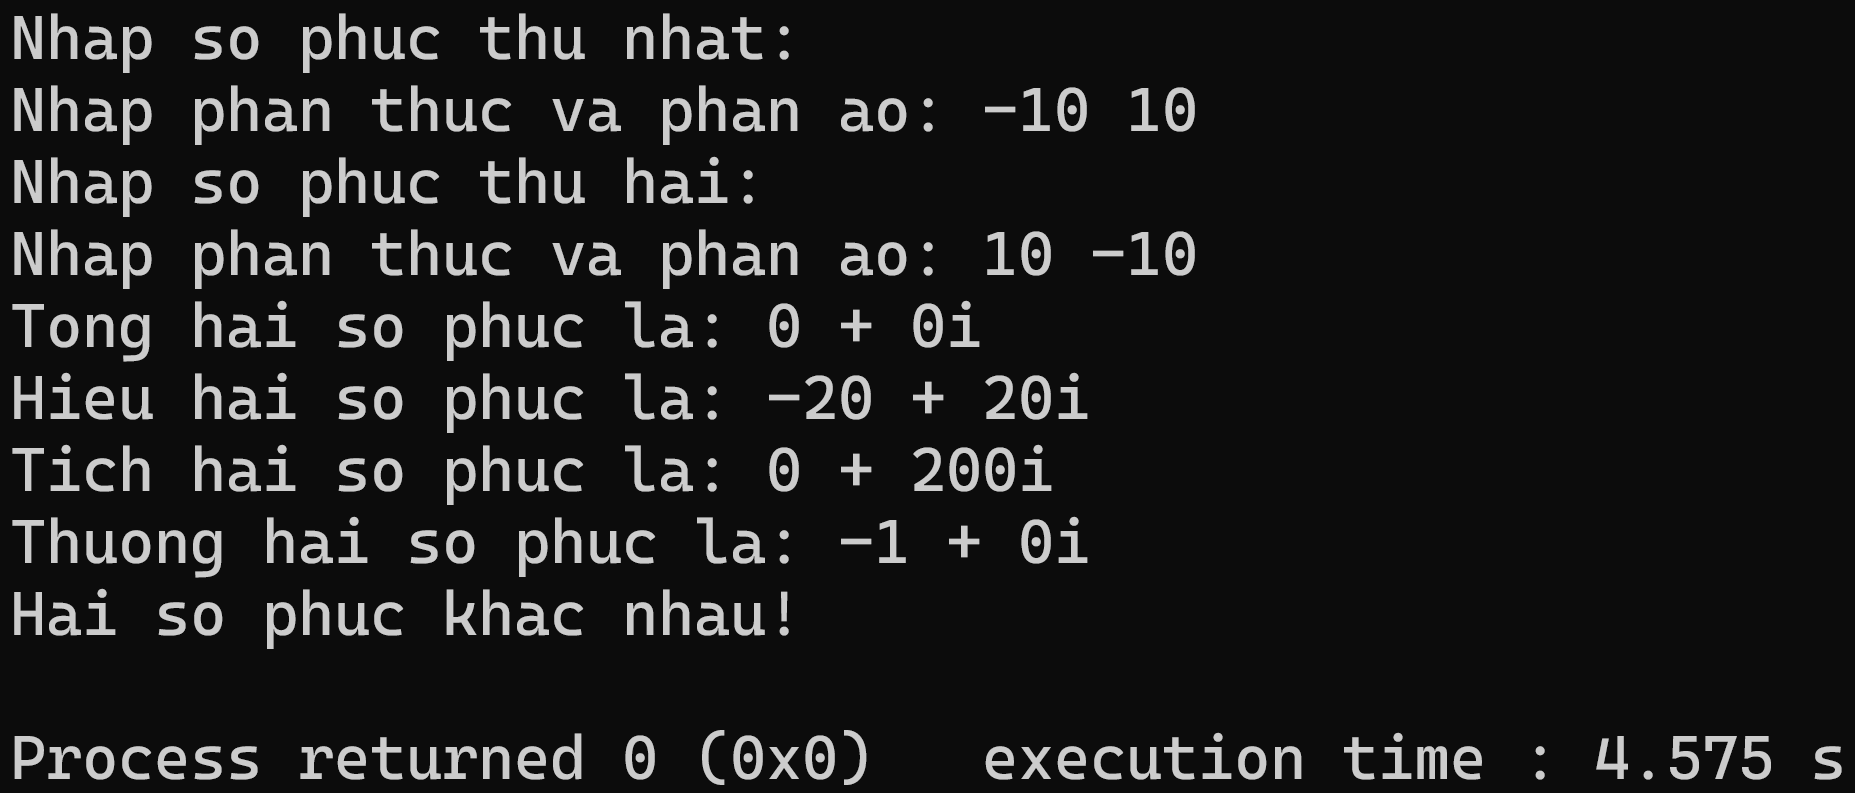 Nhap so phuc thu nhat:
Nhap phan thuc va phan ao: -10 10
Nhap so phuc thu hai:
Nhap phan thuc va phan ao: 10 -10
Tong hai so phuc la: 0 + 0i
Hieu hai so phuc la: -20 + 20i
Tich hai so phuc la: 0 + 200i
Thuong hai so phuc la: -1 + 0i
Hai so phuc khac nhau!
Process returned 0 (0x0)   execution time : 4.575 s